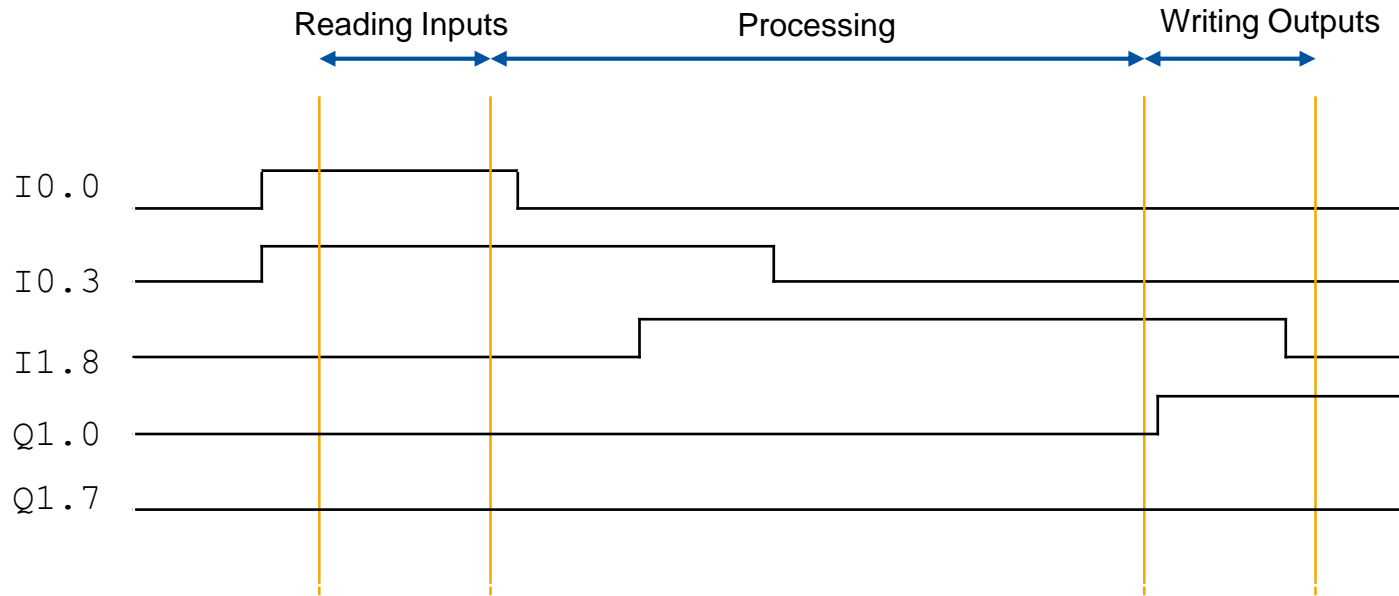 Reading Inputs
Processing
Writing Outputs
I0.0
I0.3
I1.8
Q1.0
Q1.7